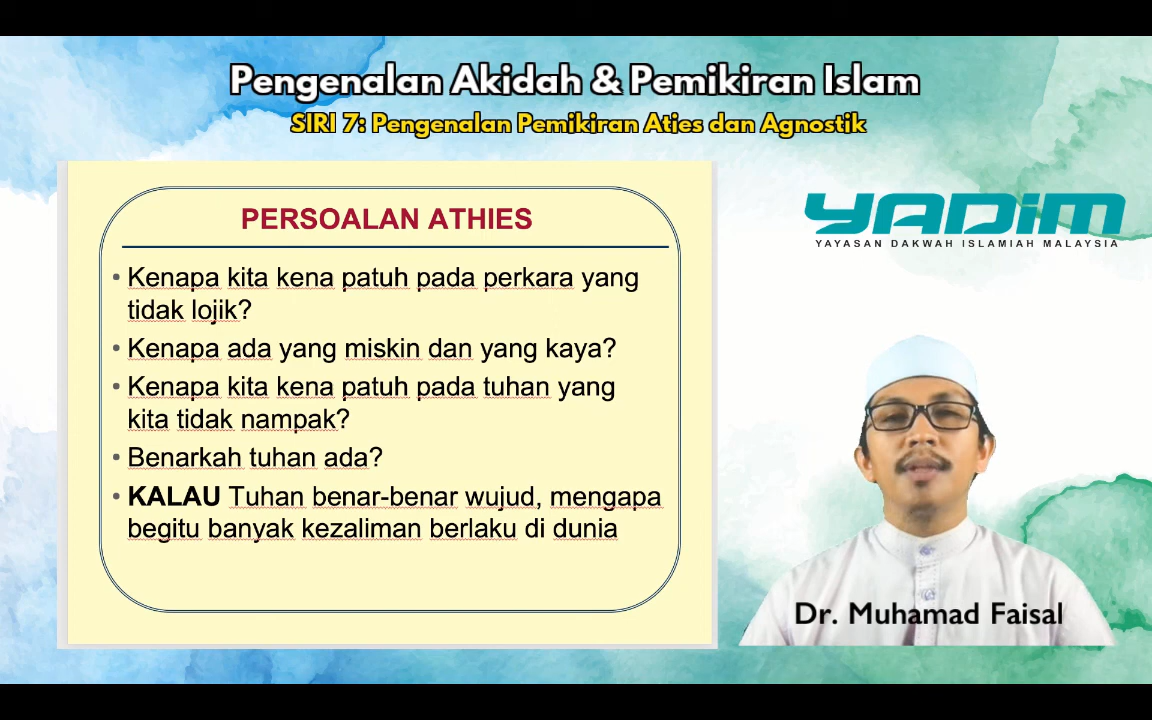 Pengenalan Akidah & Pemikiran Islam
SIRI 7: Pengenalan Pemikiran Aties dan Agnostik
PERSOALAN ATHIES
• Kenapa kita kena patuh pada perkara yang
tidak lojik?
• Kenapa ada yang miskin dan yang kaya?
• Kenapa kita kena patuh pada tuhan yang
kita tidak nampak?
• Benarkah tuhan ada?
• KALAU Tuhan benar-benar wujud, mengapa
begitu banyak kezaliman berlaku di dunia
YADiM
YAYASAN DAKWAH ISLAMIAH MALAYSIA
Dr. Muhamad Faisal